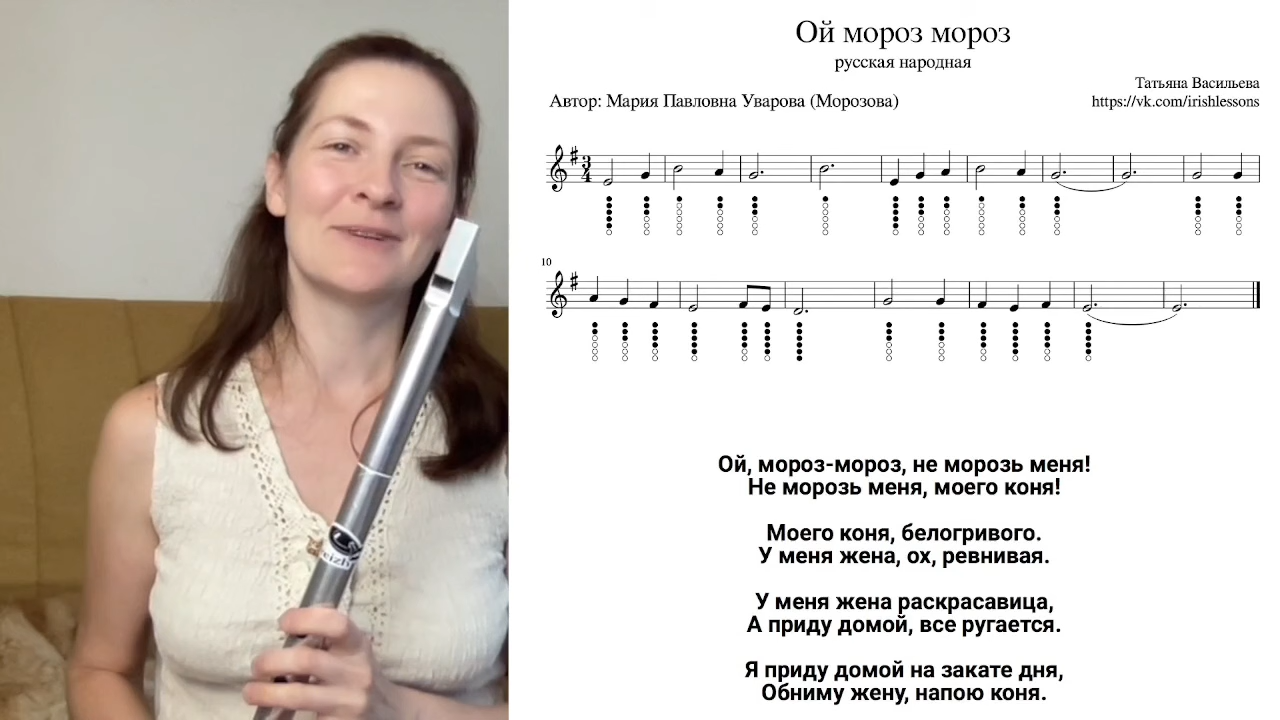 Ой мороз мороз
русская народная
Татьяна Васильева
Автор: Мария Павловна Уварова (Морозова)
https://vk.com/irishlessons
3
4
10
Ой, мороз-мороз, не морозь меня!
Не морозь меня, моего коня!
Моего коня, белогривого.
У меня жена, ох, ревнивая.
У меня жена раскрасавица,
А приду домой, все ругается.
Я приду домой на закате дня,
Обниму жену, напою коня.